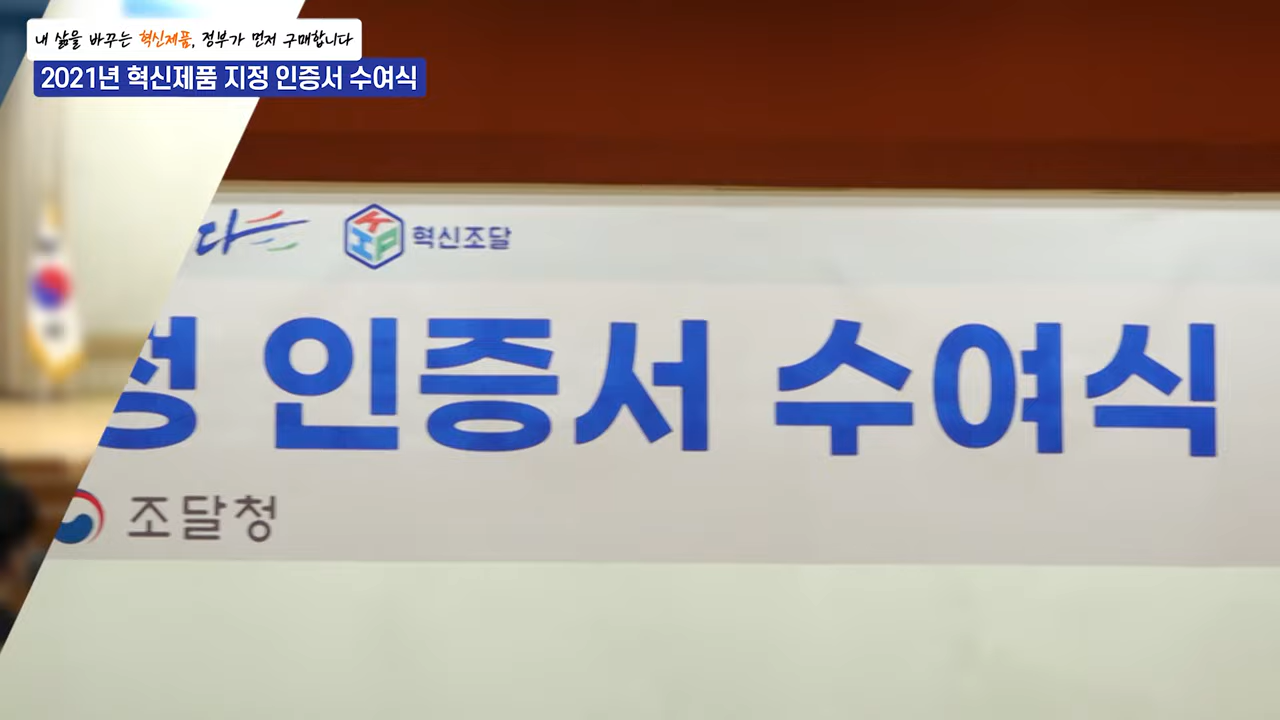 내 삶을 바꾸는 혁신제품, 정부가 먼저 구매합니다
2021년 혁신제품 지정 인증서 수여식
다
KIP 혁신조달
정 인증서 수여식
조달청